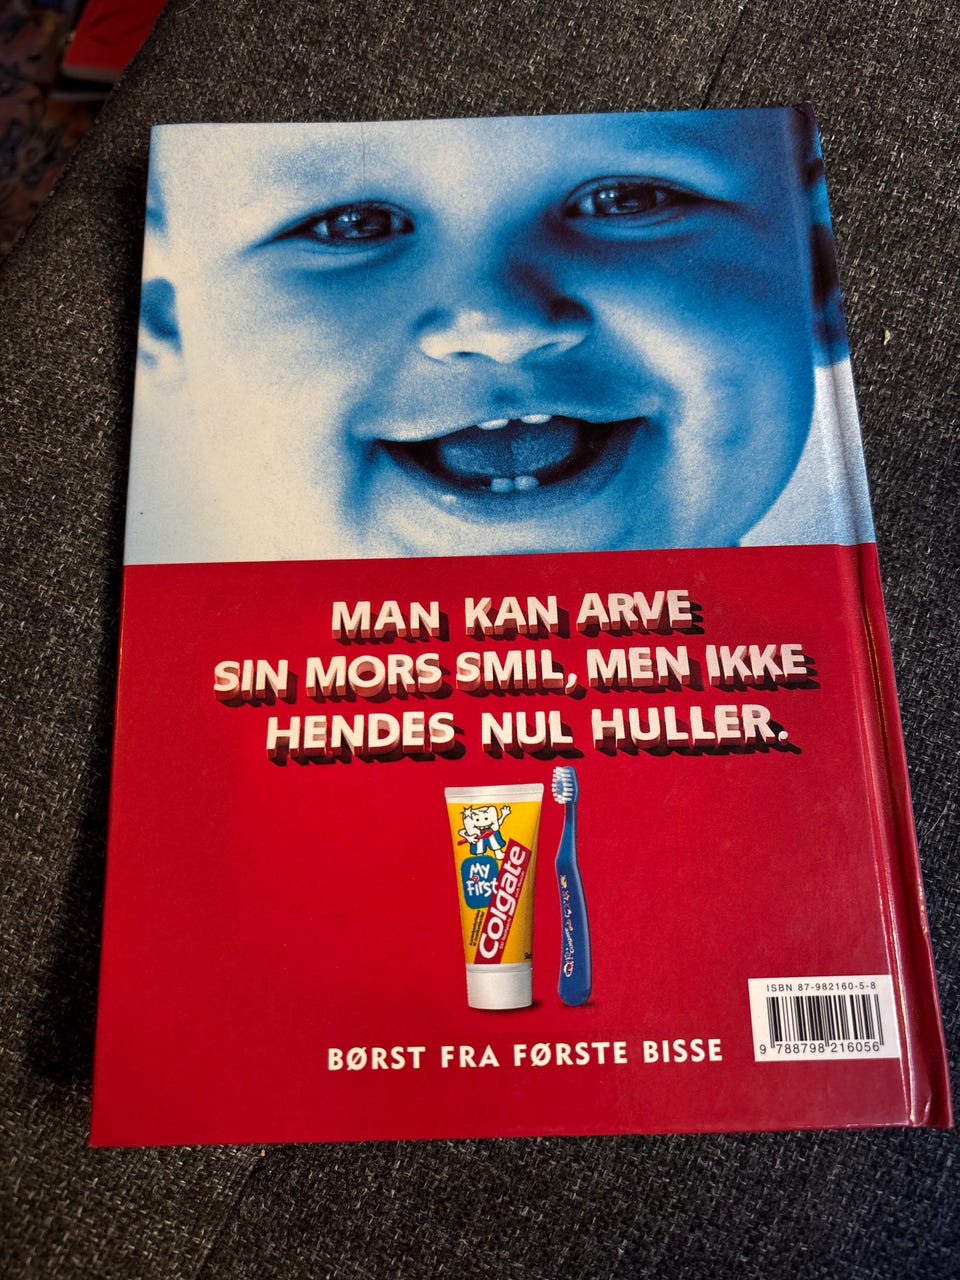 MAN KAN ARVE
SIN MORS SMIL, MEN IKKE
HENDES NUL HULLER.
My
First
Colgate
BØRST FRA FØRSTE BISSE
ISBN 87-982160-5-8
9 788798 216056